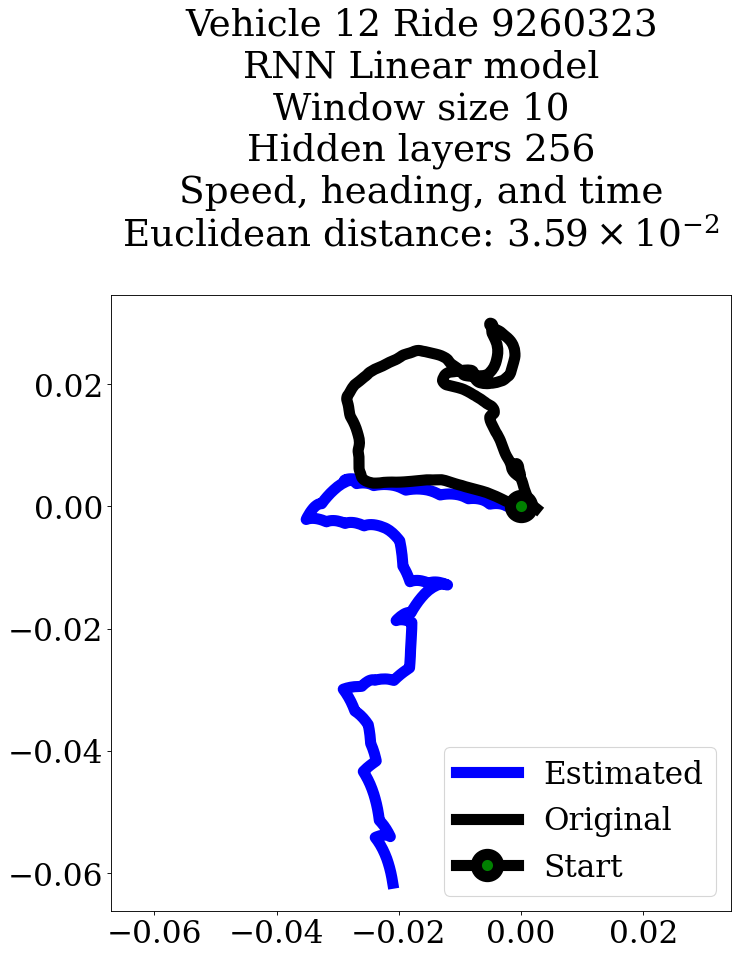 Vehicle 12 Ride 9260323
RNN Linear model
Window size 10
Hidden layers 256
Speed, heading, and time
Euclidean distance: 3.59 × 10⁻²
0.02
0.00
−0.02
−0.04
−0.06
Estimated
Original
Start
−0.06 −0.04 −0.02 0.00 0.02